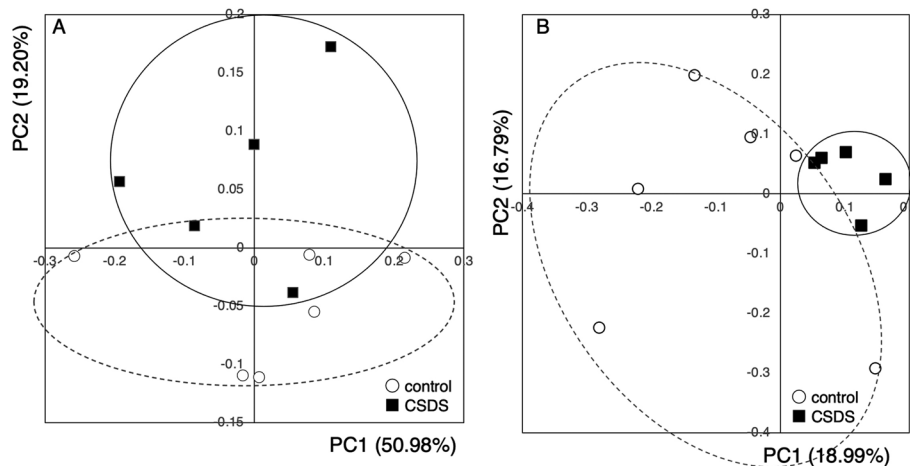 A
PC2 (19.20%)
0.2
0.15
0.1
0.05
0
-0.3 -0.2 -0.1 0 0.1 0.2 0.3
-0.05
-0.1
-0.15
control
CSDS
PC1 (50.98%)
B
PC2 (16.79%)
0.3
0.2
0.1
0
-0.4 -0.3 -0.2 -0.1 0 0.1
-0.1
-0.2
-0.3
-0.4
control
CSDS
PC1 (18.99%)